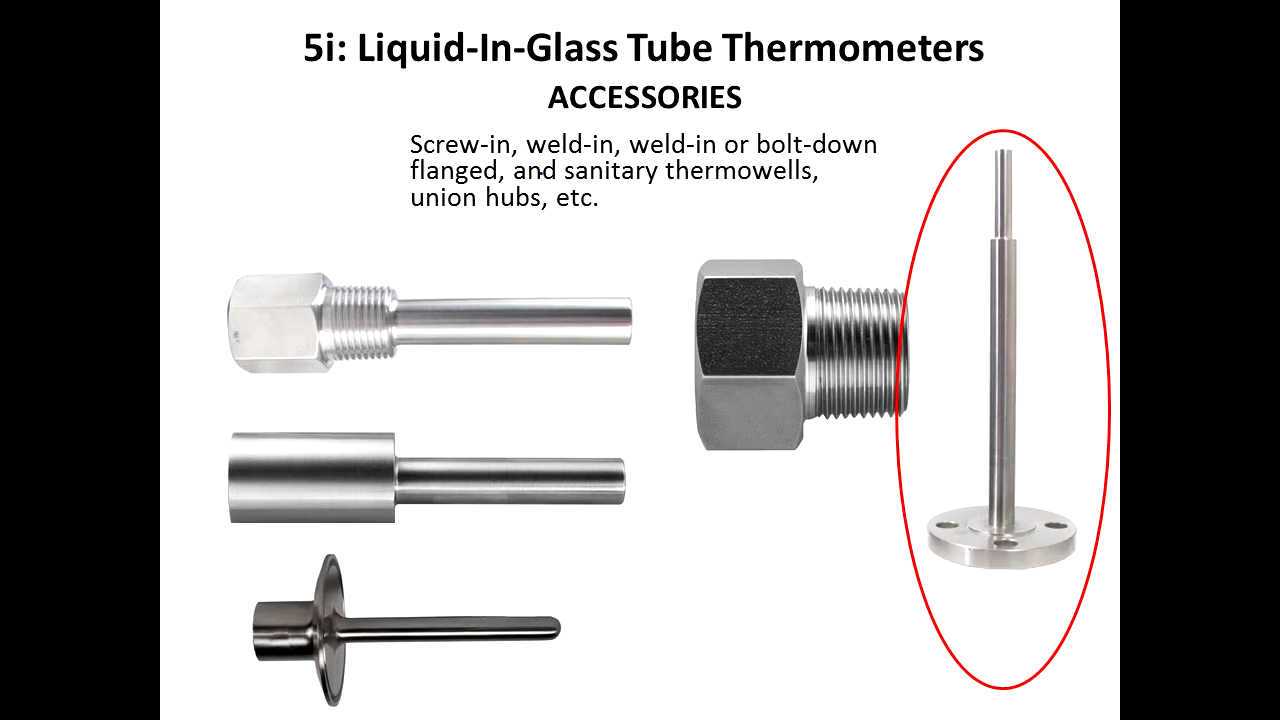 5i: Liquid-In-Glass Tube Thermometers
ACCESSORIES
Screw-in, weld-in, weld-in or bolt-down
flanged, and sanitary thermowells,
union hubs, etc.